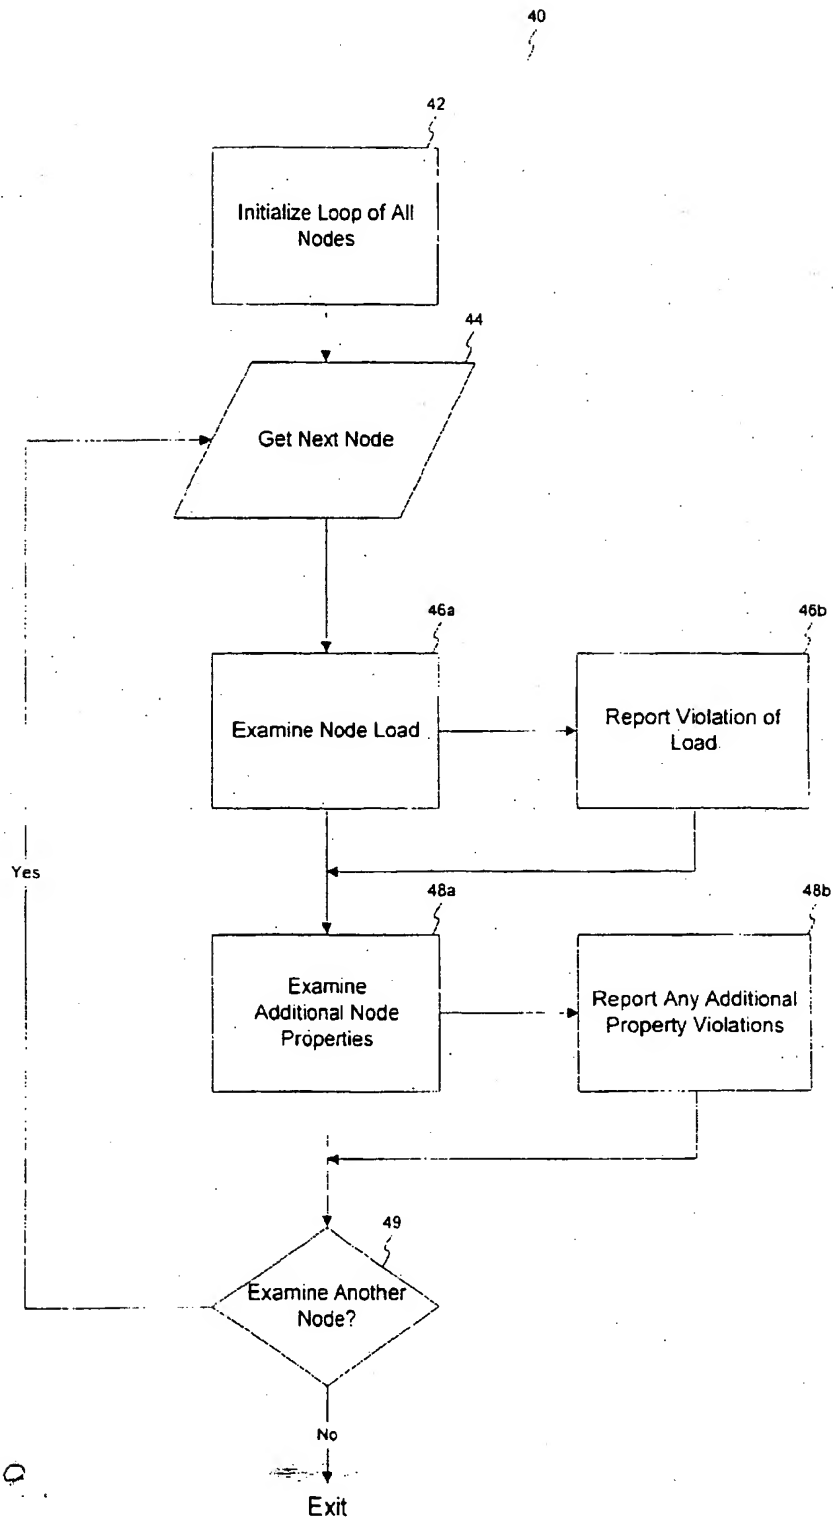 40
42
Initialize Loop of All
Nodes
44
Get Next Node
46a
46b
Examine Node Load
Report Violation of
Load
Yes
48a
48b
Examine
Additional Node
Properties
Report Any Additional
Property Violations
49
Examine Another
Node?
No
Exit